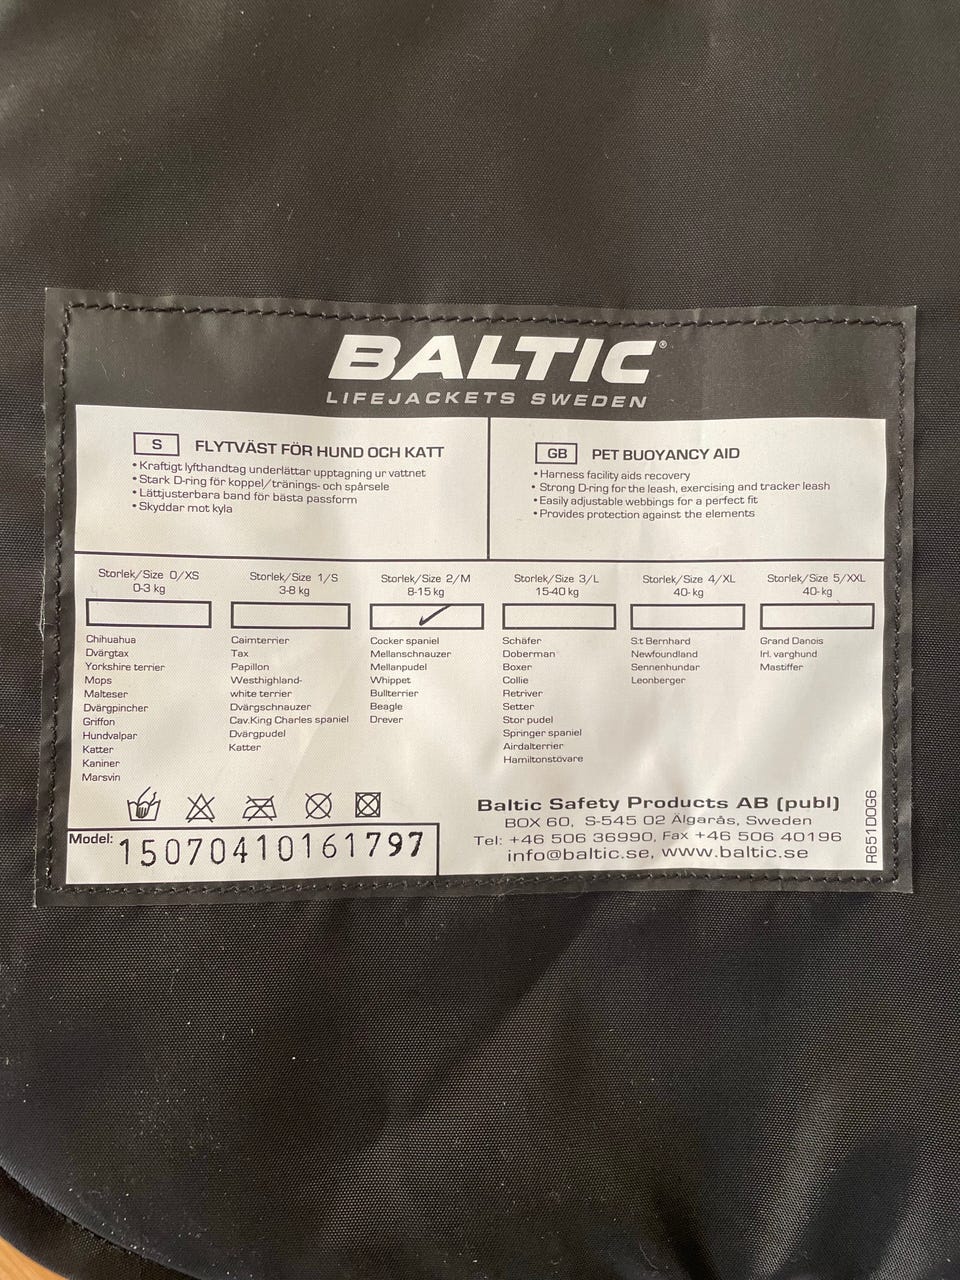 BALTIC®
LIFEJACKETS SWEDEN
S FLYTVÄST FÖR HUND OCH KATT
• Kraftigt lyfthandtag underlättar upptagning ur vattnet
• Stark D-ring för koppel/tränings- och spårsele
• Lättjusterbara band för bästa passform
• Skyddar mot kyla
GB PET BUOYANCY AID
• Harness facility aids recovery
• Strong D-ring for the leash, exercising and tracker leash
• Easily adjustable webbings for a perfect fit
• Provides protection against the elements
Storlek/Size 0/XS
0-3 kg
Chihuahua
Dvärgtax
Yorkshire terrier
Mops
Malteser
Dvärgpincher
Griffon
Hundvalpar
Katter
Kaniner
Marsvin
Storlek/Size 1/S
3-8 kg
Cairnterrier
Tax
Papillon
Westhighland-
white terrier
Dvärgschnauzer
Cav.King Charles spaniel
Dvärgpudel
Katter
Storlek/Size 2/M
8-15 kg
Cocker spaniel
Mellanschnauzer
Mellanpudel
Whippet
Bullterrier
Beagle
Drever
Storlek/Size 3/L
15-40 kg
Schäfer
Doberman
Boxer
Collie
Retriver
Setter
Stor pudel
Springer spaniel
Airdalterrier
Hamiltonstövare
Storlek/Size 4/XL
40- kg
S:t Bernhard
Newfoundland
Sennenhundar
Leonberger
Storlek/Size 5/XXL
40- kg
Grand Danois
Irl. varghund
Mastiffer
Model: 15070410161797
Baltic Safety Products AB (publ)
BOX 60, S-545 02 Älgarås, Sweden
Tel: +46 506 36990, Fax +46 506 40196
info@baltic.se, www.baltic.se
R651DOG6